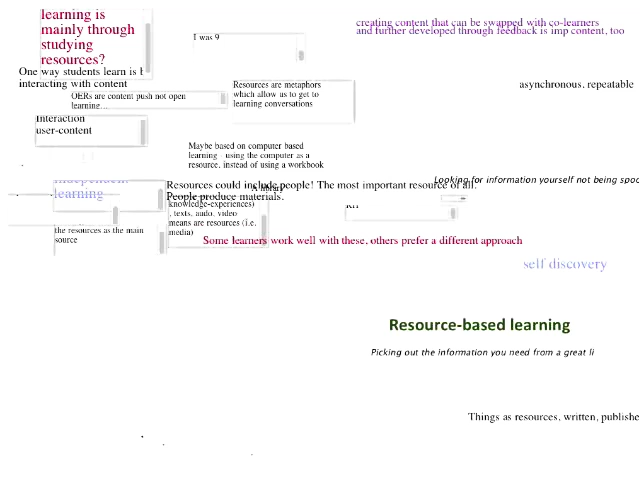 learning is
mainly through
studying
resources?
One way students learn is b
interacting with content
OERs are content push not open
learning...
Interaction
user-content
I was 9
Resources are metaphors
which allow us to get to
learning conversations
creating content that can be swapped with co-learners
and further developed through feedback is imp content, too
asynchronous, repeatable
Maybe based on computer based
learning - using the computer as a
resource, instead of using a workbook
Looking for information yourself not being spoo
independent
learning
Resources could include people! The most important resource of all.
People produce materials.
knowledge-experiences)
, texts, audo, video
means are resources (i.e.
media)
the resources as the main
source
Some learners work well with these, others prefer a different approach
self discovery
Resource-based learning
Picking out the information you need from a great li
Things as resources, written, publishe